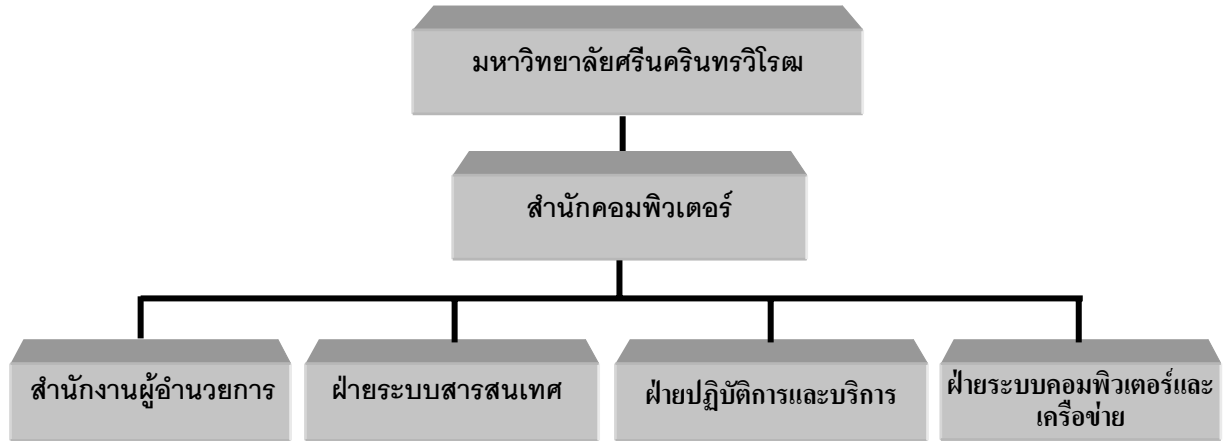 มหาวิทยาลัยศรีนครินทรวิโรฒ
สำนักคอมพิวเตอร์
สำนักงานผู้อำนวยการ
ฝ่ายระบบสารสนเทศ
ฝ่ายปฏิบัติการและบริการ
ฝ่ายระบบคอมพิวเตอร์และ
เครือข่าย